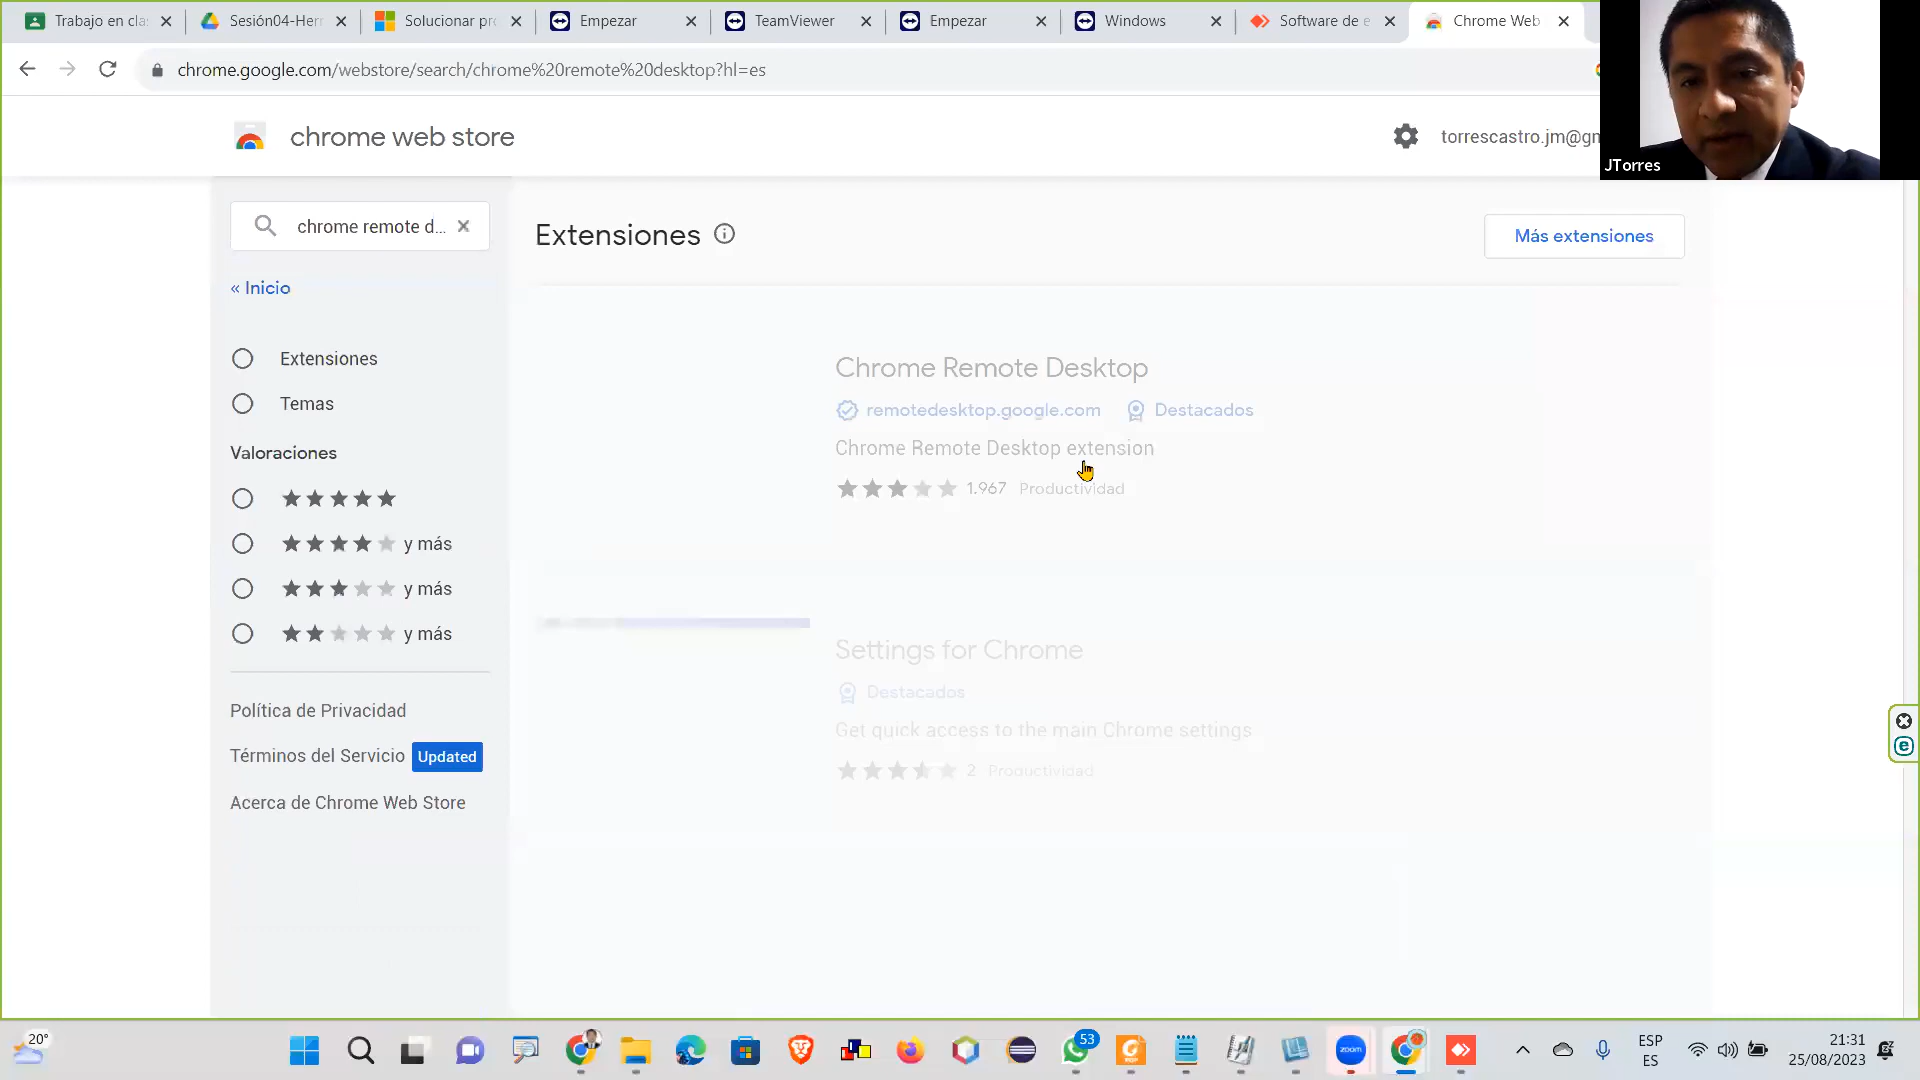 Trabajo en cla
Sesión04-Herr
Solucionar pro
Empezar
TeamViewer
Empezar
Windows
Software de e
Chrome Web
chrome.google.com/webstore/search/chrome%20remote%20desktop?hl=es
chrome web store
torrescastro.jm@gm
JTorres
chrome remote d...
« Inicio
Extensiones
Temas
Valoraciones
y más
y más
y más
Política de Privacidad
Términos del Servicio Updated
Acerca de Chrome Web Store
Extensiones
Más extensiones
Chrome Remote Desktop
remotedesktop.google.com Destacados
Chrome Remote Desktop extension
1.967 Productividad
Settings for Chrome
Destacados
Get quick access to the main Chrome settings
2 Productividad
20°
53
zoom
ESP
ES
21:31
25/08/2023